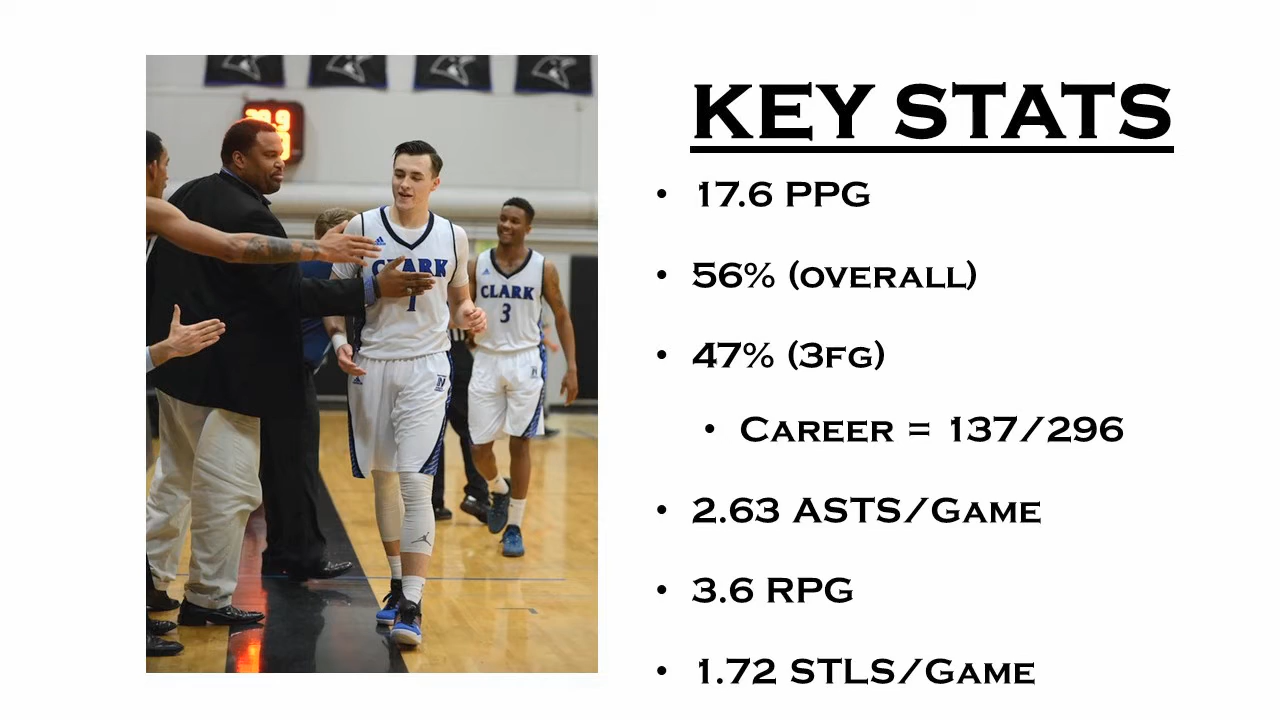 KEY STATS
• 17.6 PPG
• 56% (OVERALL)
• 47% (3FG)
• CAREER = 137/296
• 2.63 ASTS/GAME
• 3.6 RPG
• 1.72 STLS/GAME
CLARK
1
CLARK
3